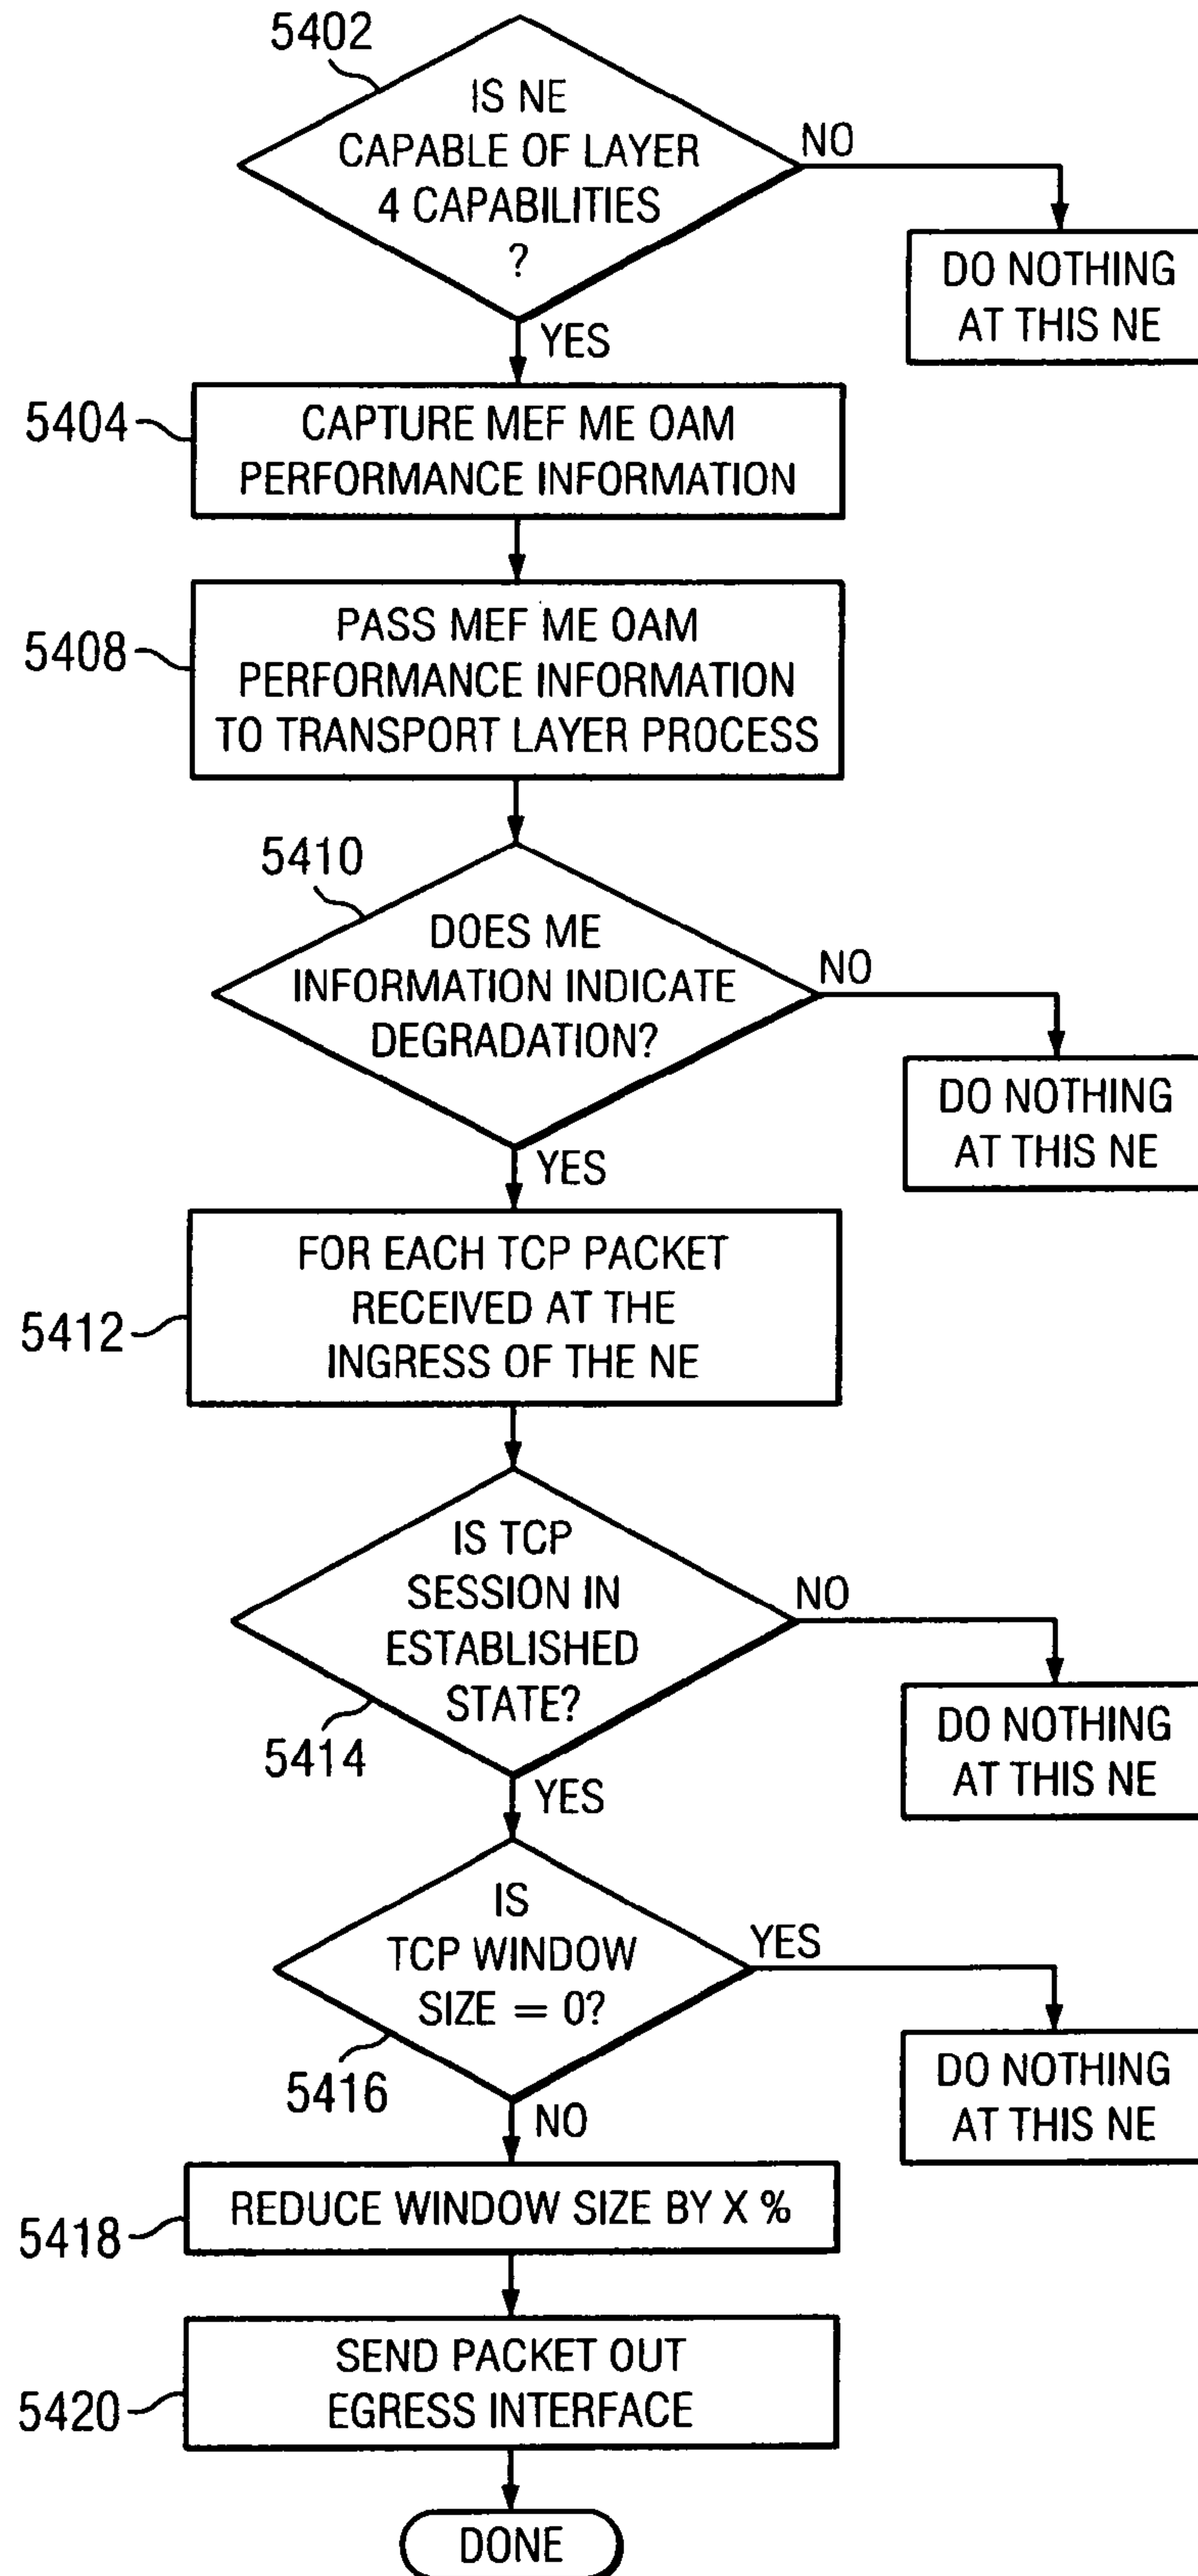 5402
IS NE
CAPABLE OF LAYER
4 CAPABILITIES
?
NO
DO NOTHING
AT THIS NE
YES
5404
CAPTURE MEF ME OAM
PERFORMANCE INFORMATION
5408
PASS MEF ME OAM
PERFORMANCE INFORMATION
TO TRANSPORT LAYER PROCESS
5410
DOES ME
INFORMATION INDICATE
DEGRADATION?
NO
DO NOTHING
AT THIS NE
YES
5412
FOR EACH TCP PACKET
RECEIVED AT THE
INGRESS OF THE NE
IS TCP
SESSION IN
ESTABLISHED
STATE?
5414
NO
DO NOTHING
AT THIS NE
YES
IS
TCP WINDOW
SIZE = 0?
5416
YES
DO NOTHING
AT THIS NE
NO
5418
REDUCE WINDOW SIZE BY X %
5420
SEND PACKET OUT
EGRESS INTERFACE
DONE